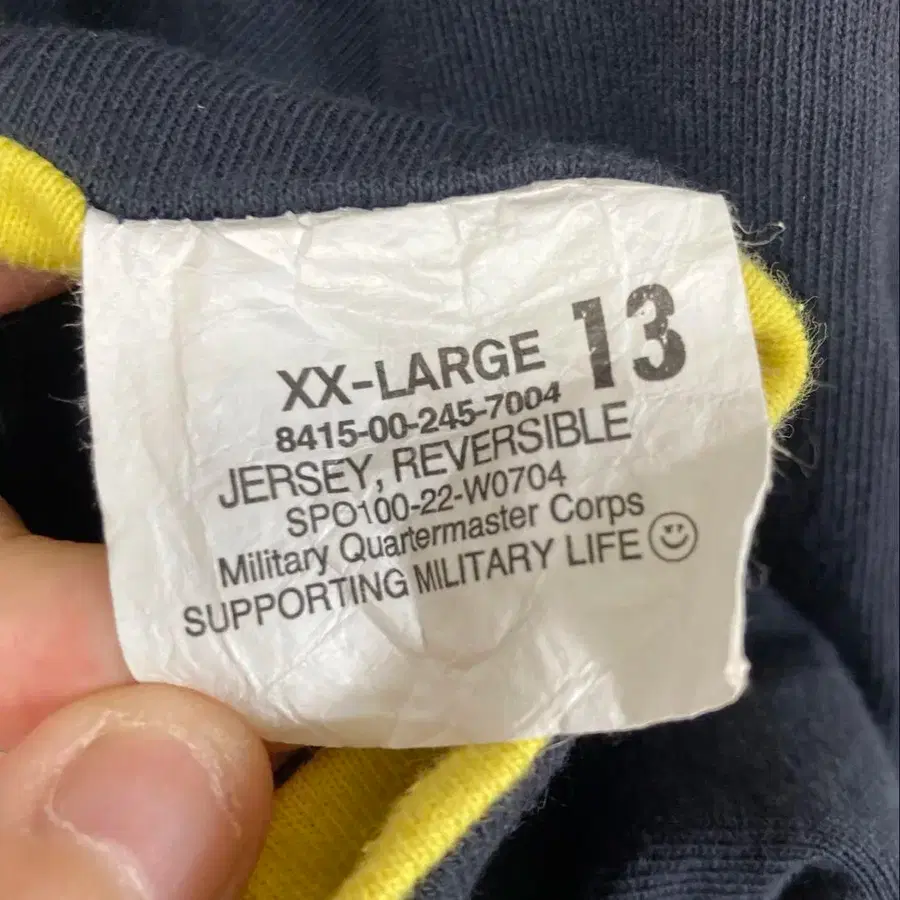 XX-LARGE 13
8415-00-245-7004
JERSEY, REVERSIBLE
SPO100-22-W0704
Military Quartermaster Corps
SUPPORTING MILITARY LIFE